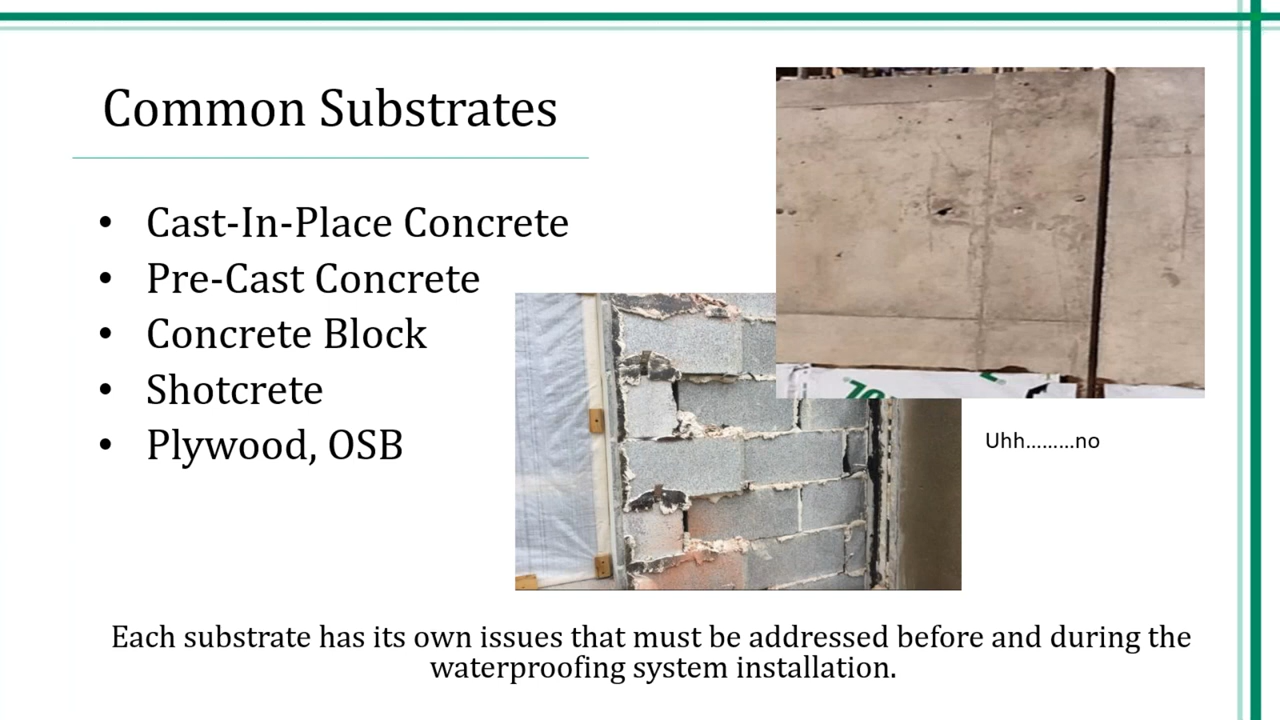 Common Substrates
• Cast-In-Place Concrete
• Pre-Cast Concrete
• Concrete Block
• Shotcrete
• Plywood, OSB
Uhh.........no
Each substrate has its own issues that must be addressed before and during the
waterproofing system installation.